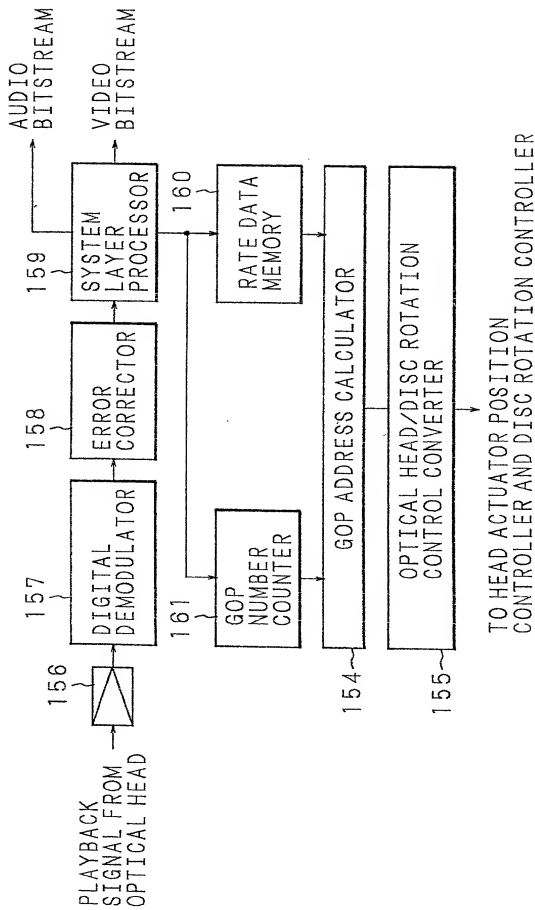 PLAYBACK
SIGNAL FROM
OPTICAL HEAD
156
157
DIGITAL
DEMODULATOR
158
ERROR
CORRECTOR
159
SYSTEM
LAYER
PROCESSOR
AUDIO
BITSTREAM
VIDEO
BITSTREAM
161
GOP
NUMBER
COUNTER
160
RATE DATA
MEMORY
154
GOP ADDRESS CALCULATOR
155
OPTICAL HEAD/DISC ROTATION
CONTROL CONVERTER
TO HEAD ACTUATOR POSITION
CONTROLLER AND DISC ROTATION CONTROLLER